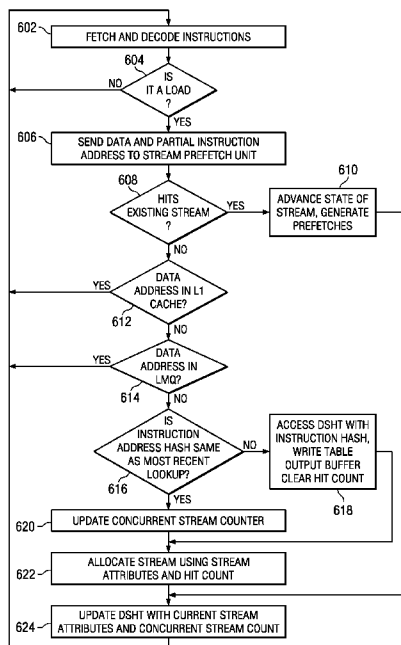 602
FETCH AND DECODE INSTRUCTIONS
604
IS
IT A LOAD
?
NO
YES
606
SEND DATA AND PARTIAL INSTRUCTION
ADDRESS TO STREAM PREFETCH UNIT
608
HITS
EXISTING STREAM
?
YES
NO
610
ADVANCE STATE OF
STREAM, GENERATE
PREFETCHES
DATA
ADDRESS IN L1
CACHE?
YES
612
NO
DATA
ADDRESS IN
LMQ?
YES
614
NO
IS
INSTRUCTION
ADDRESS HASH SAME
AS MOST RECENT
LOOKUP?
616
NO
YES
ACCESS DSHT WITH
INSTRUCTION HASH,
WRITE TABLE
OUTPUT BUFFER
CLEAR HIT COUNT
618
620
UPDATE CONCURRENT STREAM COUNTER
622
ALLOCATE STREAM USING STREAM
ATTRIBUTES AND HIT COUNT
624
UPDATE DSHT WITH CURRENT STREAM
ATTRIBUTES AND CONCURRENT STREAM COUNT